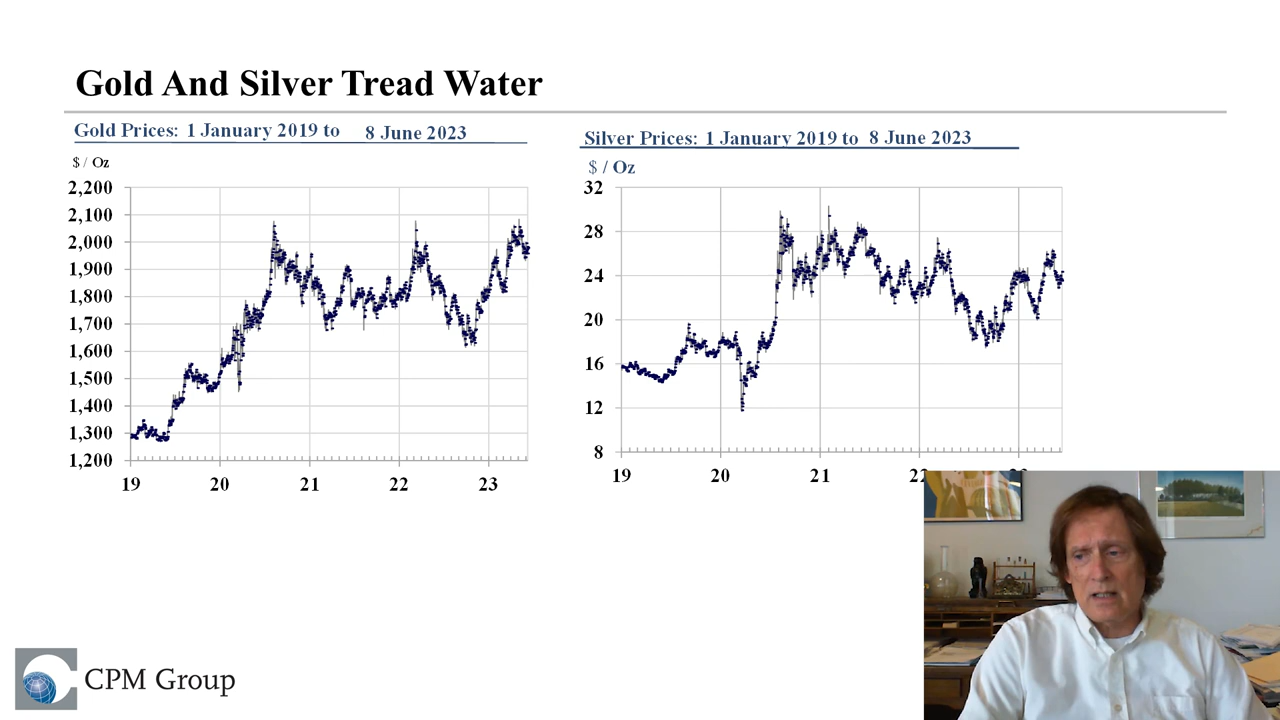 Gold And Silver Tread Water
Gold Prices: 1 January 2019 to 8 June 2023
$ / Oz
2,200
2,100
2,000
1,900
1,800
1,700
1,600
1,500
1,400
1,300
1,200
19 20 21 22 23
Silver Prices: 1 January 2019 to 8 June 2023
$ / Oz
32
28
24
20
16
12
8
19 20 21
CPM Group